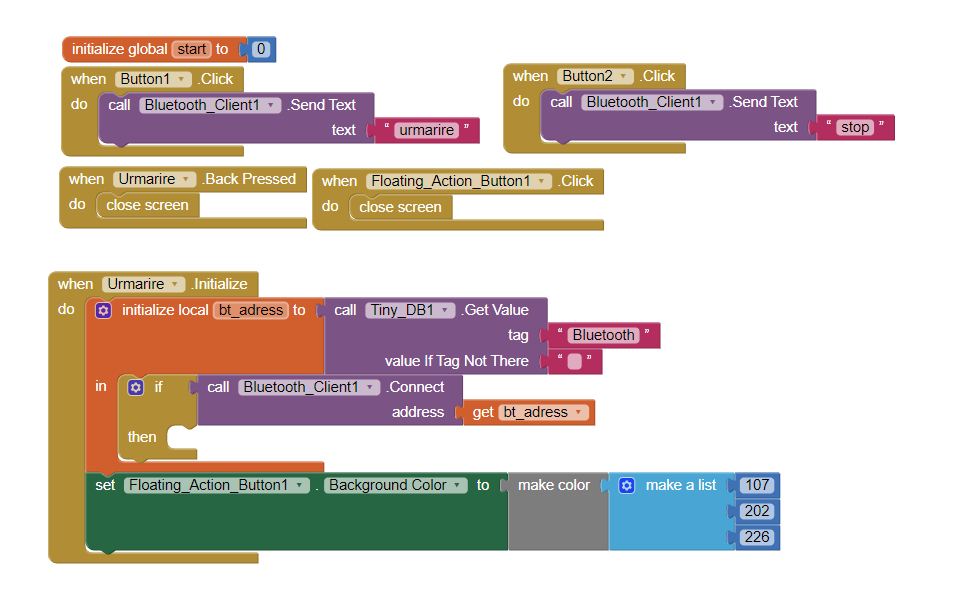 initialize global start to 0
when Button1 .Click
do call Bluetooth_Client1 .Send Text
text " urmarire "
when Button2 .Click
do call Bluetooth_Client1 .Send Text
text " stop "
when Urmarire .Back Pressed
do close screen
when Floating_Action_Button1 .Click
do close screen
when Urmarire .Initialize
do initialize local bt_adress to call Tiny_DB1 .Get Value
tag " Bluetooth "
value If Tag Not There " "
in if call Bluetooth_Client1 .Connect
address get bt_adress
then
set Floating_Action_Button1 . Background Color to make color make a list 107
202
226